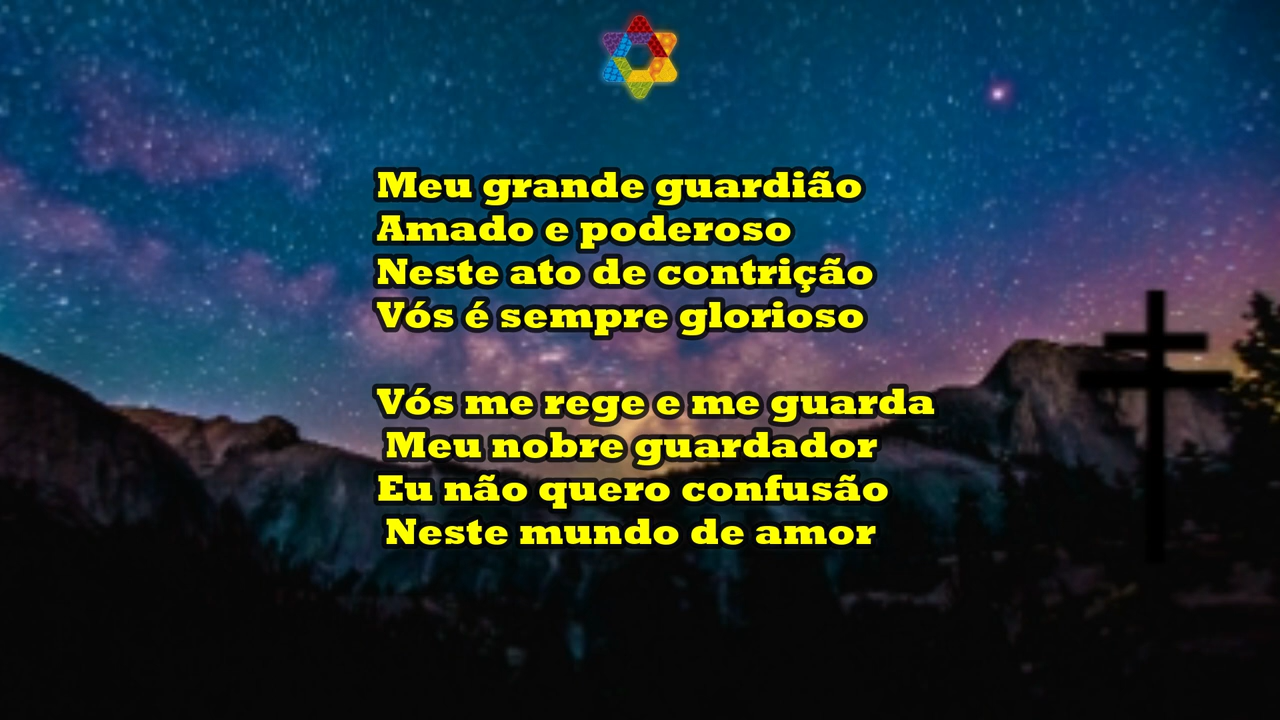 Meu grande guardião
Amado e poderoso
Neste ato de contrição
Vós é sempre glorioso
Vós me rege e me guarda
Meu nobre guardador
Eu não quero confusão
Neste mundo de amor